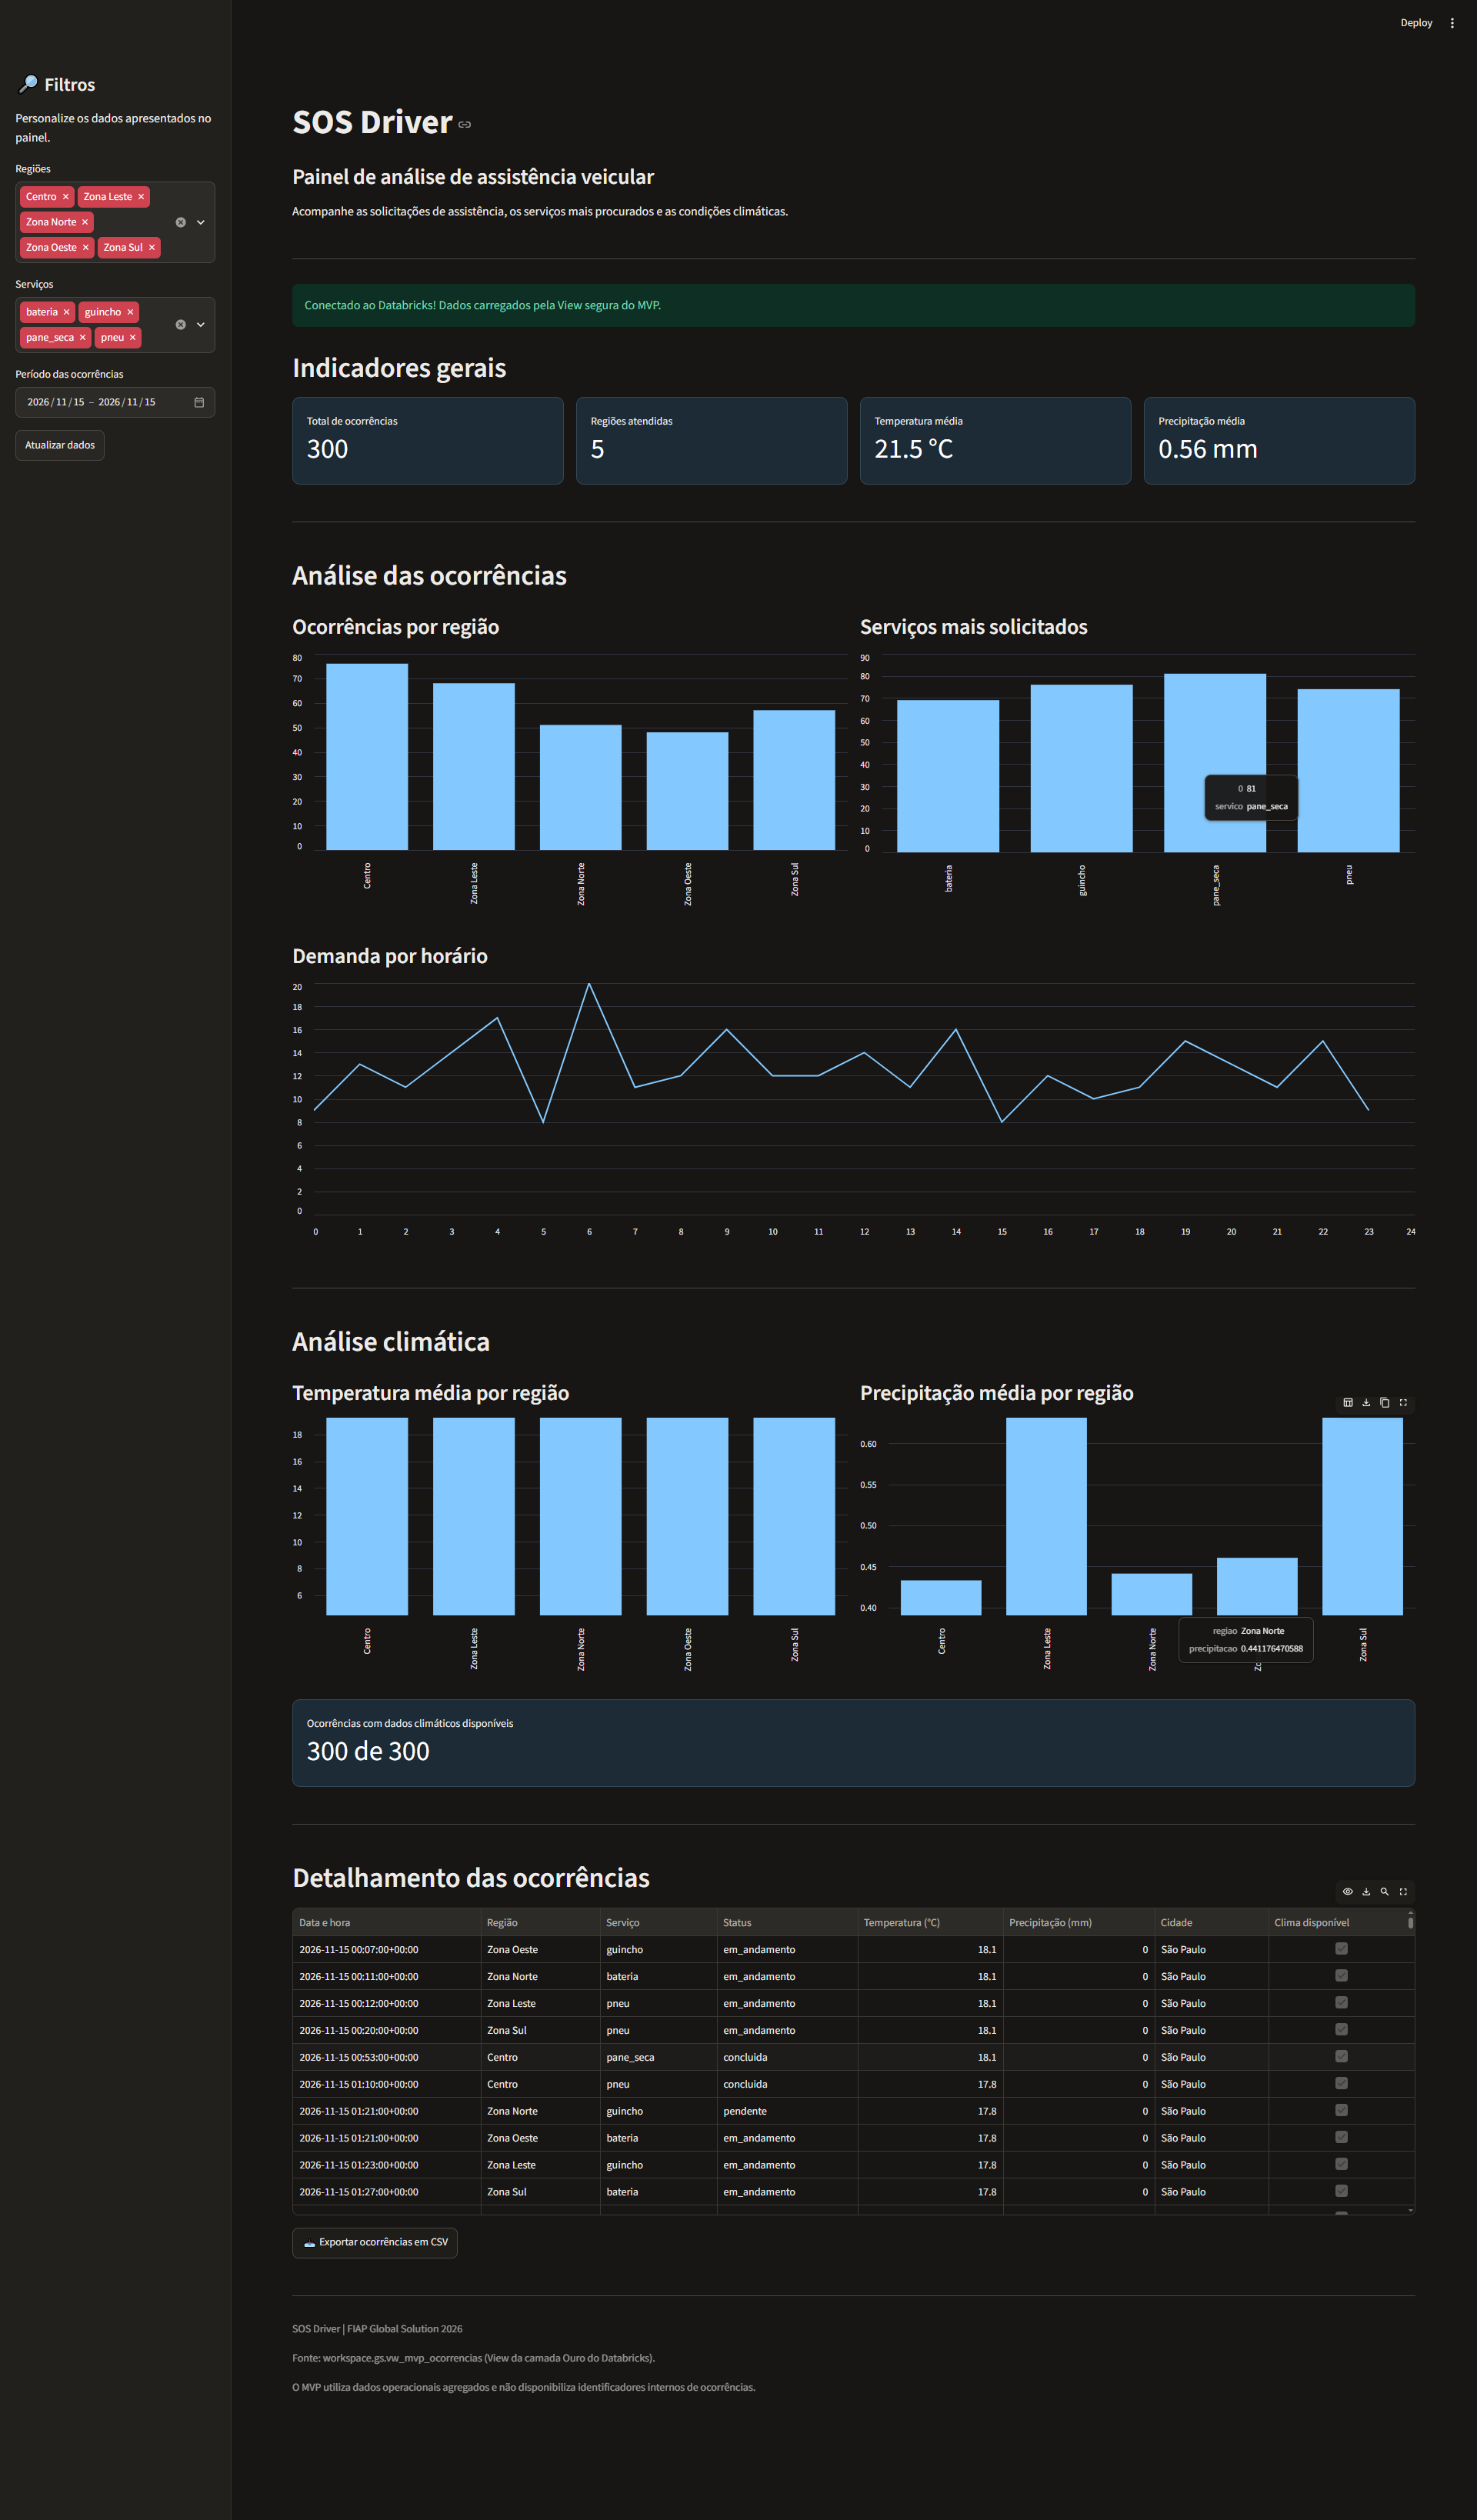 Deploy
🔎 Filtros
Personalize os dados apresentados no
painel.
Regiões
Centro × Zona Leste ×
Zona Norte ×
Zona Oeste × Zona Sul ×
Serviços
bateria × guincho ×
pane_seca × pneu ×
Período das ocorrências
2026 / 11 / 15 – 2026 / 11 / 15
Atualizar dados
SOS Driver
Painel de análise de assistência veicular
Acompanhe as solicitações de assistência, os serviços mais procurados e as condições climáticas.
Conectado ao Databricks! Dados carregados pela View segura do MVP.
Indicadores gerais
Total de ocorrências
300
Regiões atendidas
5
Temperatura média
21.5 °C
Precipitação média
0.56 mm
Análise das ocorrências
Ocorrências por região
80
70
60
50
40
30
20
10
0
Centro
Zona Leste
Zona Norte
Zona Oeste
Zona Sul
Serviços mais solicitados
90
80
70
60
50
40
30
20
10
0
0 81
servico pane_seca
bateria
guincho
pane_seca
pneu
Demanda por horário
20
18
16
14
12
10
8
6
4
2
0
0 1 2 3 4 5 6 7 8 9 10 11 12 13 14 15 16 17 18 19 20 21 22 23 24
Análise climática
Temperatura média por região
18
16
14
12
10
8
6
Centro
Zona Leste
Zona Norte
Zona Oeste
Zona Sul
Precipitação média por região
0.60
0.55
0.50
0.45
0.40
Centro
Zona Leste
Zona Norte
Zona Sul
regiao Zona Norte
precipitacao 0.441176470588
Ocorrências com dados climáticos disponíveis
300 de 300
Detalhamento das ocorrências
Data e hora Região Serviço Status Temperatura (°C) Precipitação (mm) Cidade Clima disponível
2026-11-15 00:07:00+00:00 Zona Oeste guincho em_andamento 18.1 0 São Paulo
2026-11-15 00:11:00+00:00 Zona Norte bateria em_andamento 18.1 0 São Paulo
2026-11-15 00:12:00+00:00 Zona Leste pneu em_andamento 18.1 0 São Paulo
2026-11-15 00:20:00+00:00 Zona Sul pneu em_andamento 18.1 0 São Paulo
2026-11-15 00:53:00+00:00 Centro pane_seca concluida 18.1 0 São Paulo
2026-11-15 01:10:00+00:00 Centro pneu concluida 17.8 0 São Paulo
2026-11-15 01:21:00+00:00 Zona Norte guincho pendente 17.8 0 São Paulo
2026-11-15 01:21:00+00:00 Zona Oeste bateria em_andamento 17.8 0 São Paulo
2026-11-15 01:23:00+00:00 Zona Leste guincho em_andamento 17.8 0 São Paulo
2026-11-15 01:27:00+00:00 Zona Sul bateria em_andamento 17.8 0 São Paulo
Exportar ocorrências em CSV
SOS Driver | FIAP Global Solution 2026
Fonte: workspace.gs.vw_mvp_ocorrencias (View da camada Ouro do Databricks).
O MVP utiliza dados operacionais agregados e não disponibiliza identificadores internos de ocorrências.